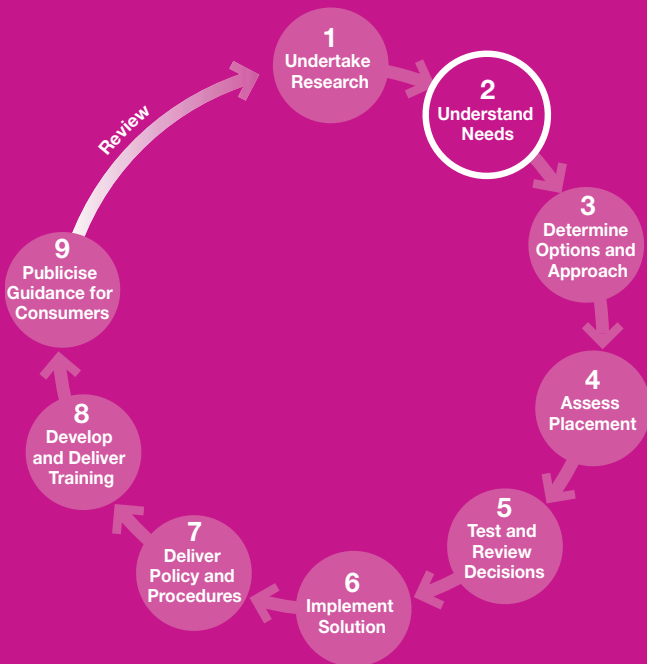 1
Undertake
Research
2
Understand
Needs
3
Determine
Options and
Approach
4
Assess
Placement
5
Test and
Review
Decisions
6
Implement
Solution
7
Deliver
Policy and
Procedures
8
Develop
and Deliver
Training
9
Publicise
Guidance for
Consumers
Review